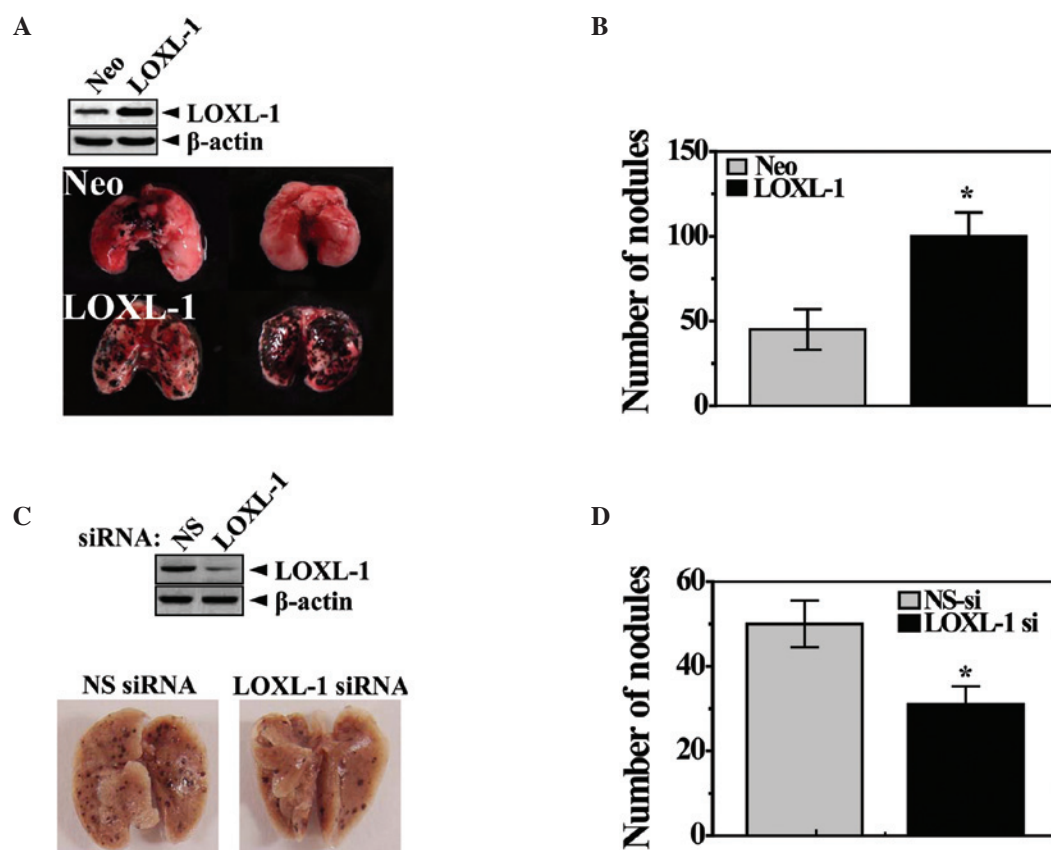 A
Neo
LOXL-1
LOXL-1
β-actin
Neo
LOXL-1
B
150
100
50
0
Number of nodules
Neo
LOXL-1
*
C
siRNA:
NS
LOXL-1
LOXL-1
β-actin
NS siRNA
LOXL-1 siRNA
D
60
40
20
0
Number of nodules
NS-si
LOXL-1 si
*